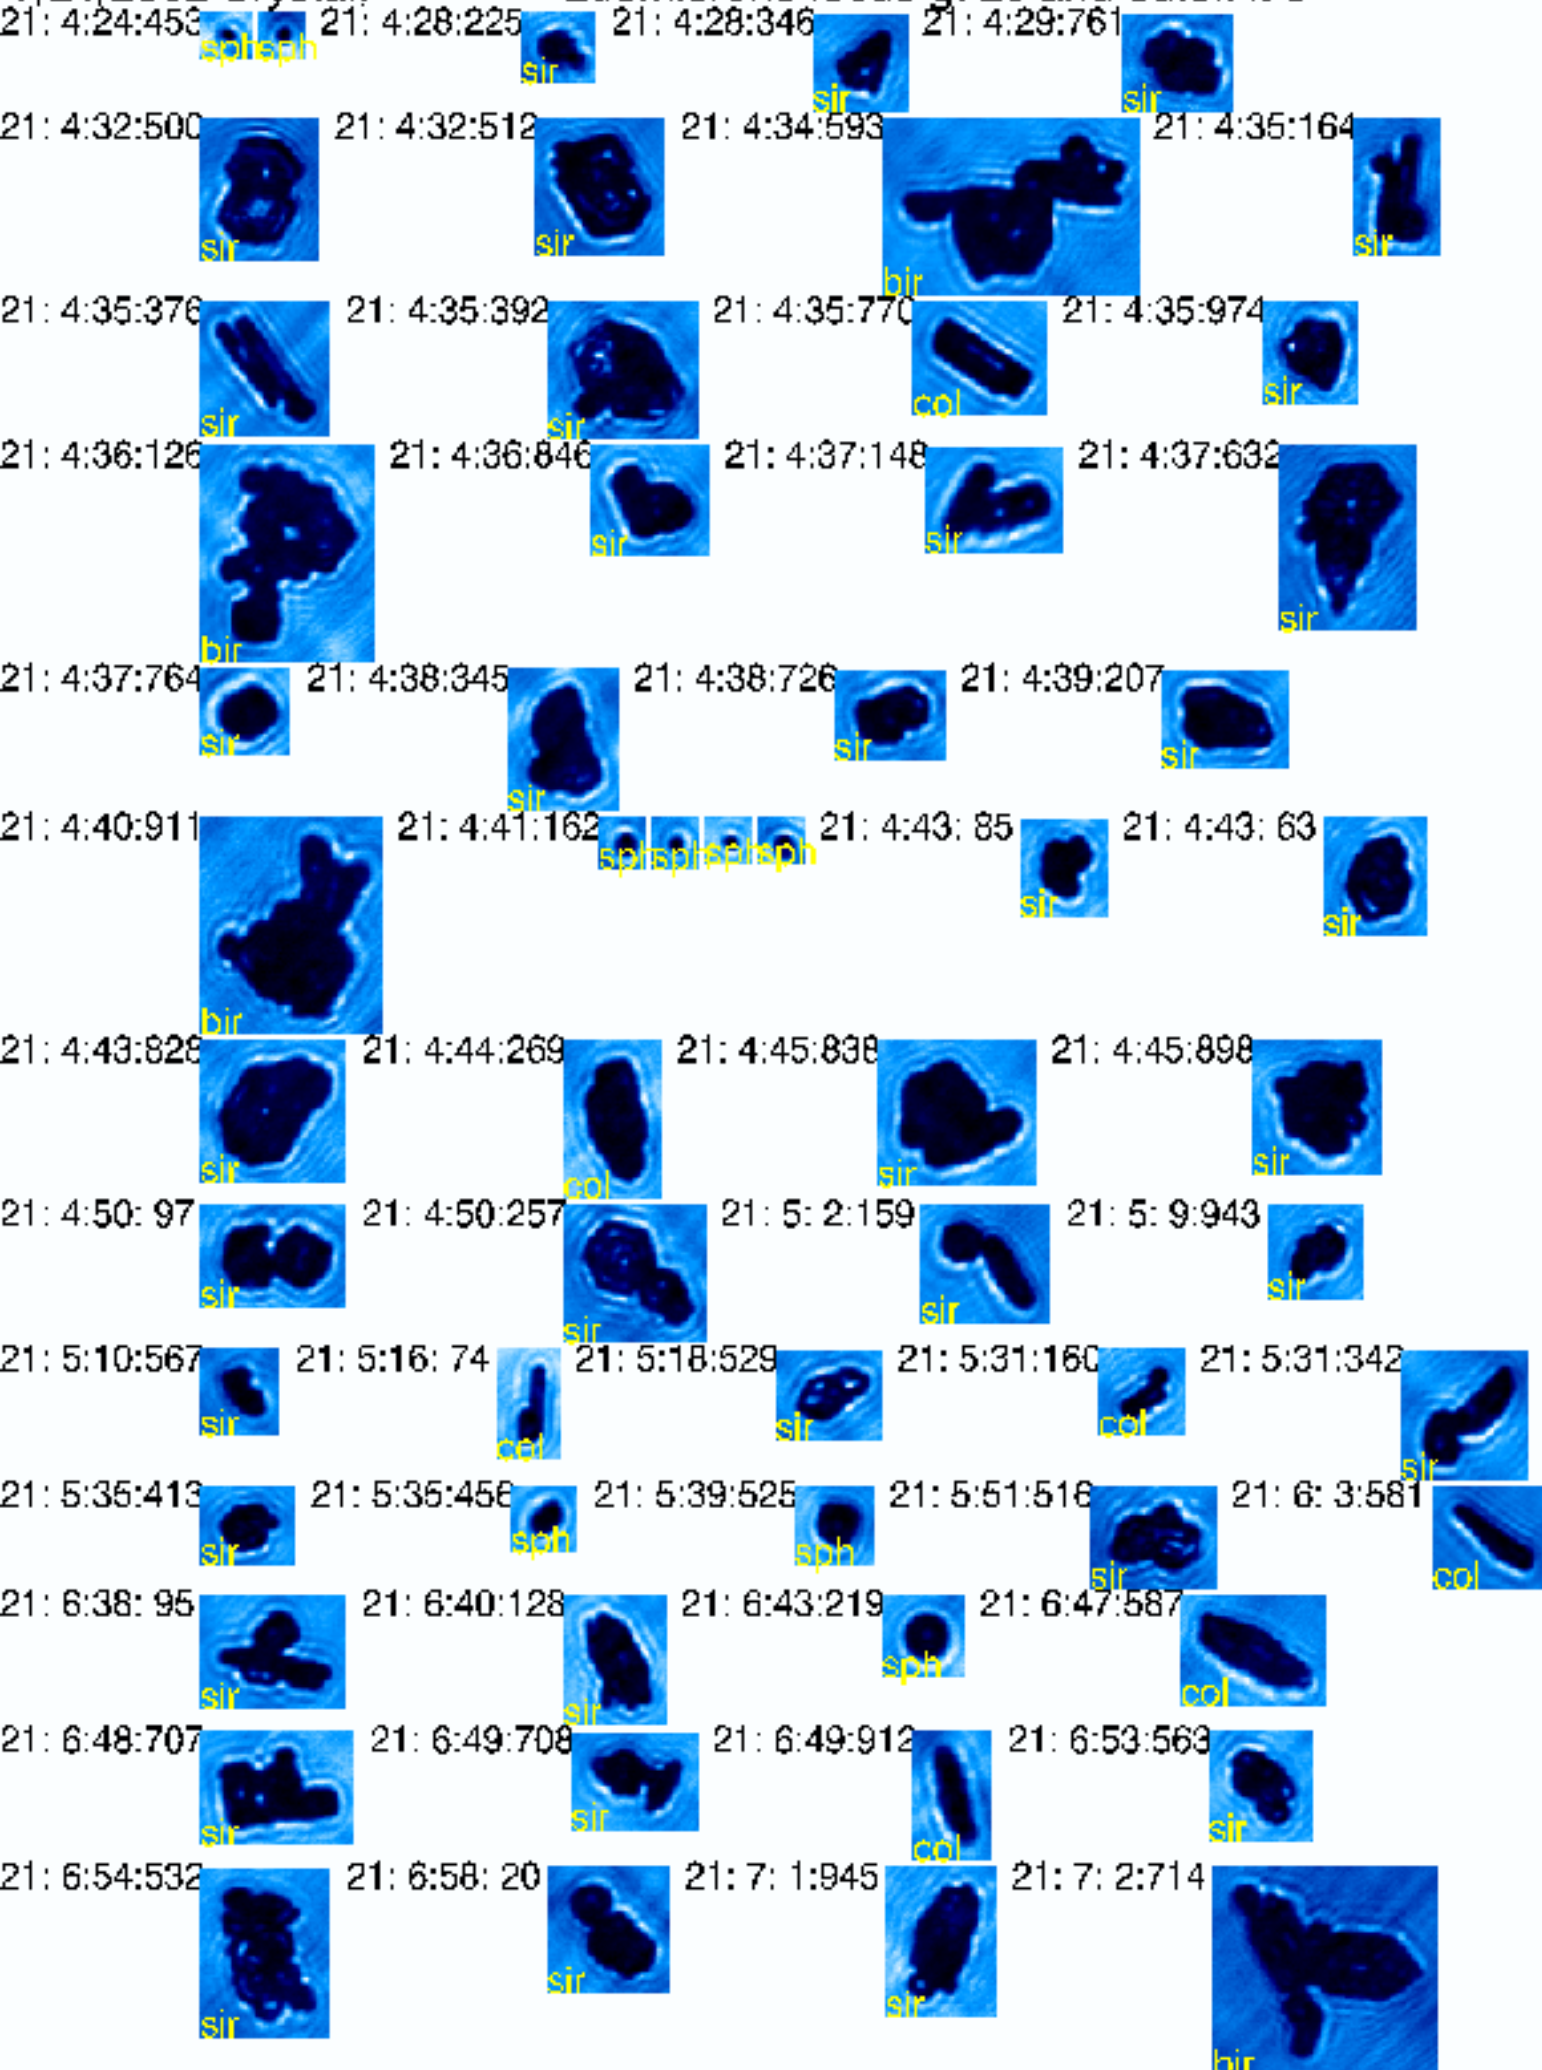 21: 4:24:453 sph sph 21: 4:28:225 sir 21: 4:28:346 sir 21: 4:29:761 sir
21: 4:32:500 sir 21: 4:32:512 sir 21: 4:34:593 bir 21: 4:35:164 sir
21: 4:35:376 sir 21: 4:35:392 sir 21: 4:35:770 col 21: 4:35:974 sir
21: 4:36:126 bir 21: 4:36:846 sir 21: 4:37:148 sir 21: 4:37:632 sir
21: 4:37:764 sir 21: 4:38:345 sir 21: 4:38:726 sir 21: 4:39:207 sir
21: 4:40:911 bir 21: 4:41:162 sph sph sph sph 21: 4:43: 85 sir 21: 4:43: 63 sir
21: 4:43:828 sir 21: 4:44:269 col 21: 4:45:838 sir 21: 4:45:898 sir
21: 4:50: 97 sir 21: 4:50:257 sir 21: 5: 2:159 sir 21: 5: 9:943 sir
21: 5:10:567 sir 21: 5:16: 74 col 21: 5:18:529 sir 21: 5:31:160 col 21: 5:31:342 sir
21: 5:35:413 sir 21: 5:35:456 sph 21: 5:39:525 sph 21: 5:51:516 sir 21: 6: 3:581 col
21: 6:38: 95 sir 21: 6:40:128 sir 21: 6:43:219 sph 21: 6:47:587 col
21: 6:48:707 sir 21: 6:49:708 sir 21: 6:49:912 col 21: 6:53:563 sir
21: 6:54:532 sir 21: 6:58: 20 sir 21: 7: 1:945 sir 21: 7: 2:714 bir